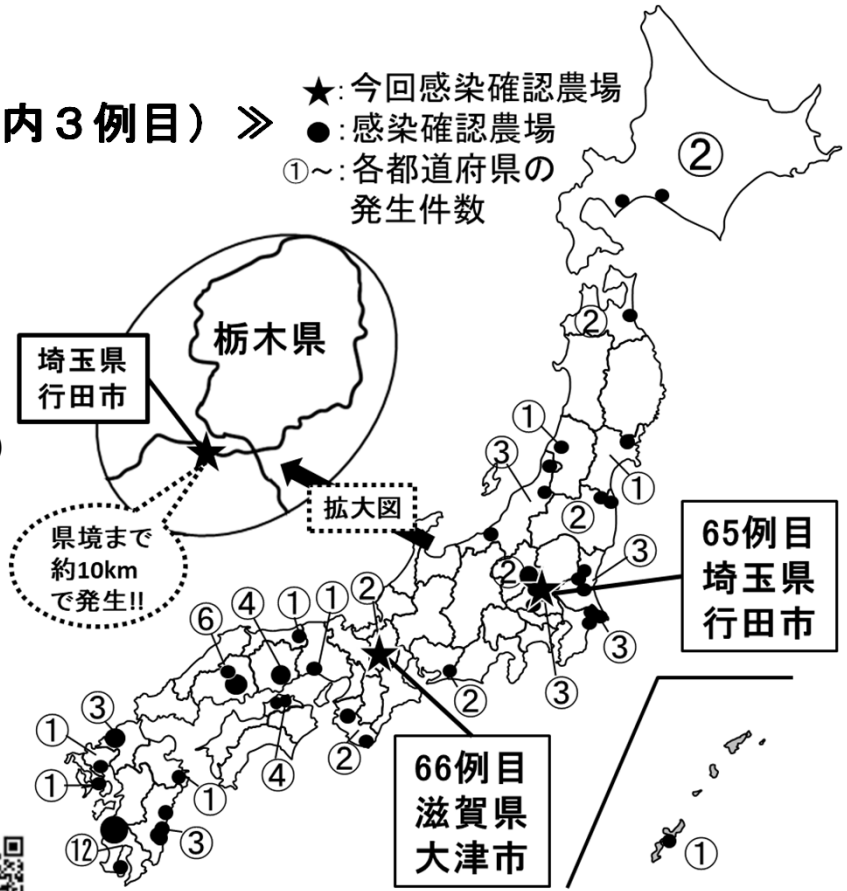 内３例目）≫
★：今回感染確認農場
●：感染確認農場
①～：各都道府県の
発生件数
②
栃木県
埼玉県
行田市
②
①
③
①
②
拡大図
県境まで
約10km
で発生!!
65例目
埼玉県
行田市
③
②
③
③
②
①
①
④
⑥
②
②
④
③
①
①
①
③
⑫
66例目
滋賀県
大津市
①